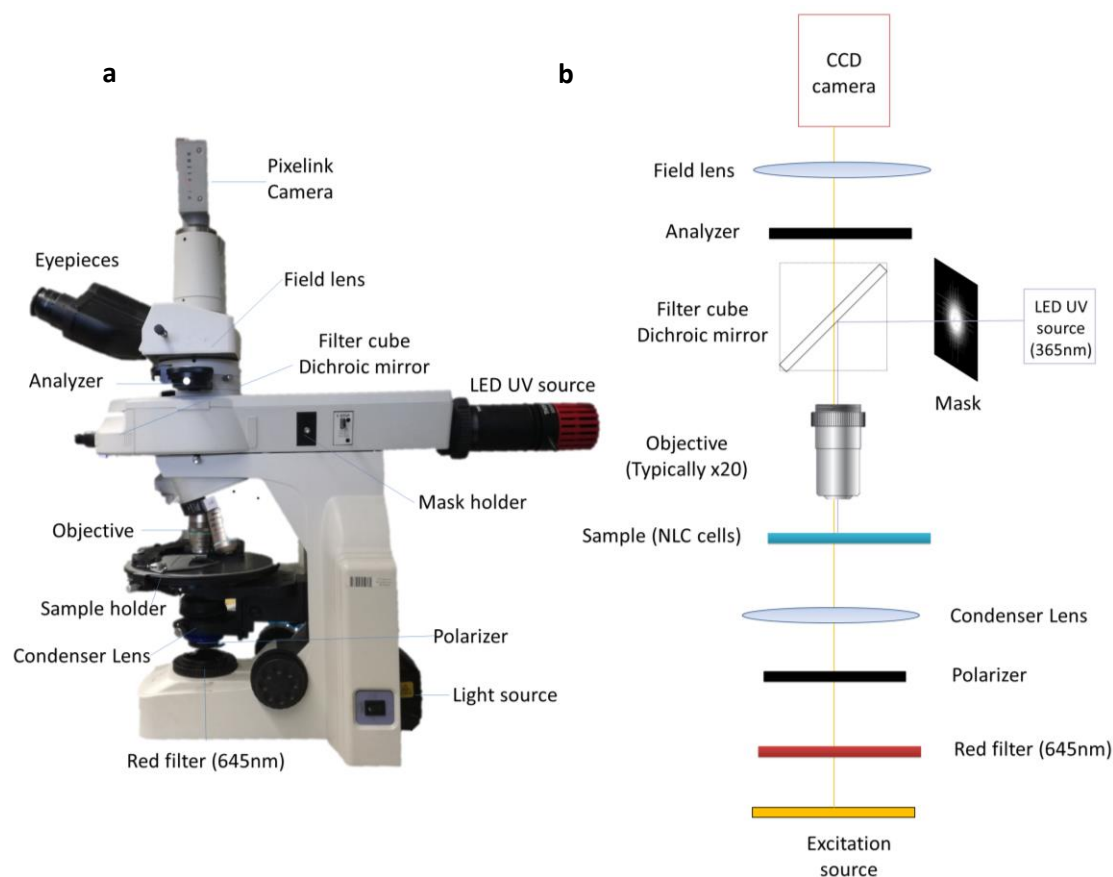 a
Pixelink
Camera
Eyepieces
Field lens
Filter cube
Dichroic mirror
Analyzer
LED UV source
Mask holder
Objective
Sample holder
Condenser Lens
Polarizer
Light source
Red filter (645nm)
b
CCD
camera
Field lens
Analyzer
Filter cube
Dichroic mirror
LED UV
source
(365nm)
Mask
Objective
(Typically x20)
Sample (NLC cells)
Condenser Lens
Polarizer
Red filter (645nm)
Excitation
source